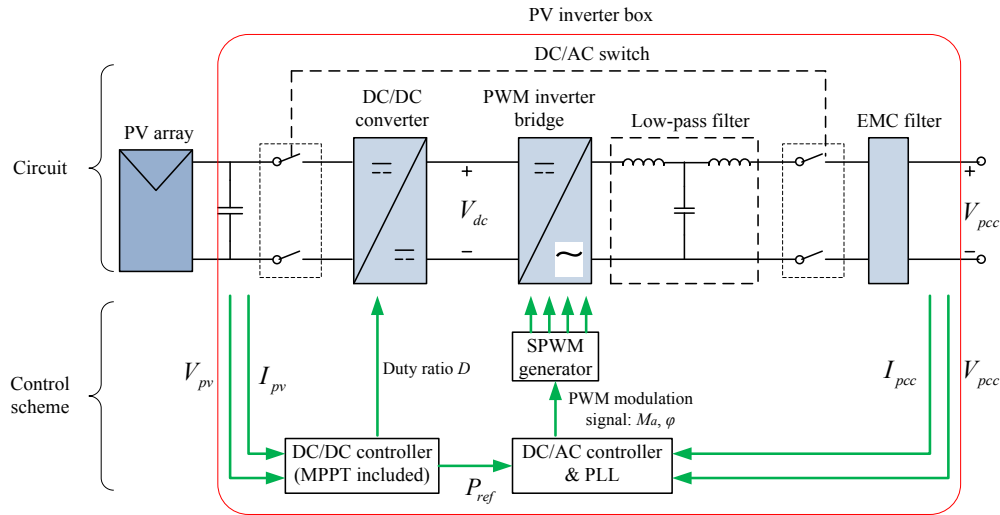 PV inverter box
DC/AC switch
DC/DC
converter
PWM inverter
bridge
Low-pass filter
EMC filter
PV array
Circuit
+
V_dc
−
~
+
V_pcc
−
Control
scheme
V_pv
I_pv
Duty ratio D
SPWM
generator
PWM modulation
signal: Ma, φ
I_pcc
V_pcc
DC/DC controller
(MPPT included)
P_ref
DC/AC controller
& PLL